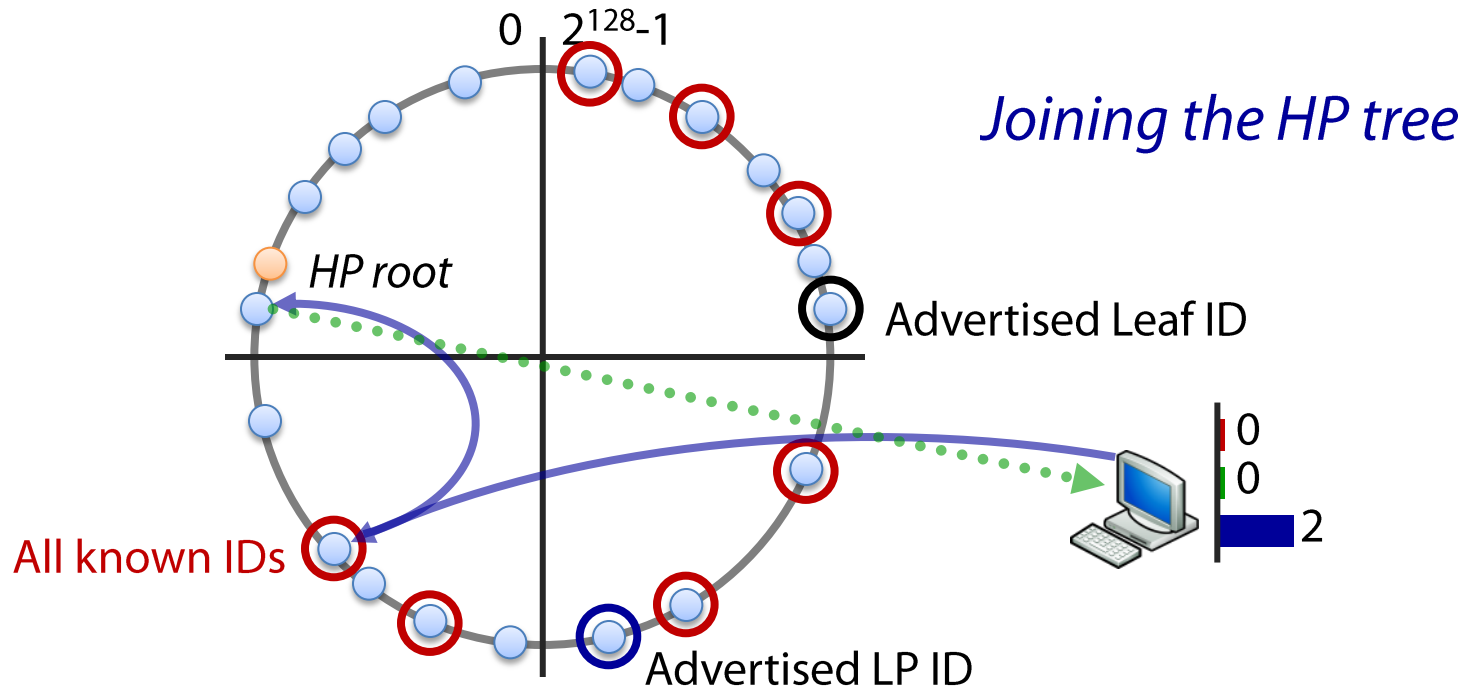 0
2¹²⁸-1
Joining the HP tree
HP root
Advertised Leaf ID
0
0
2
All known IDs
Advertised LP ID